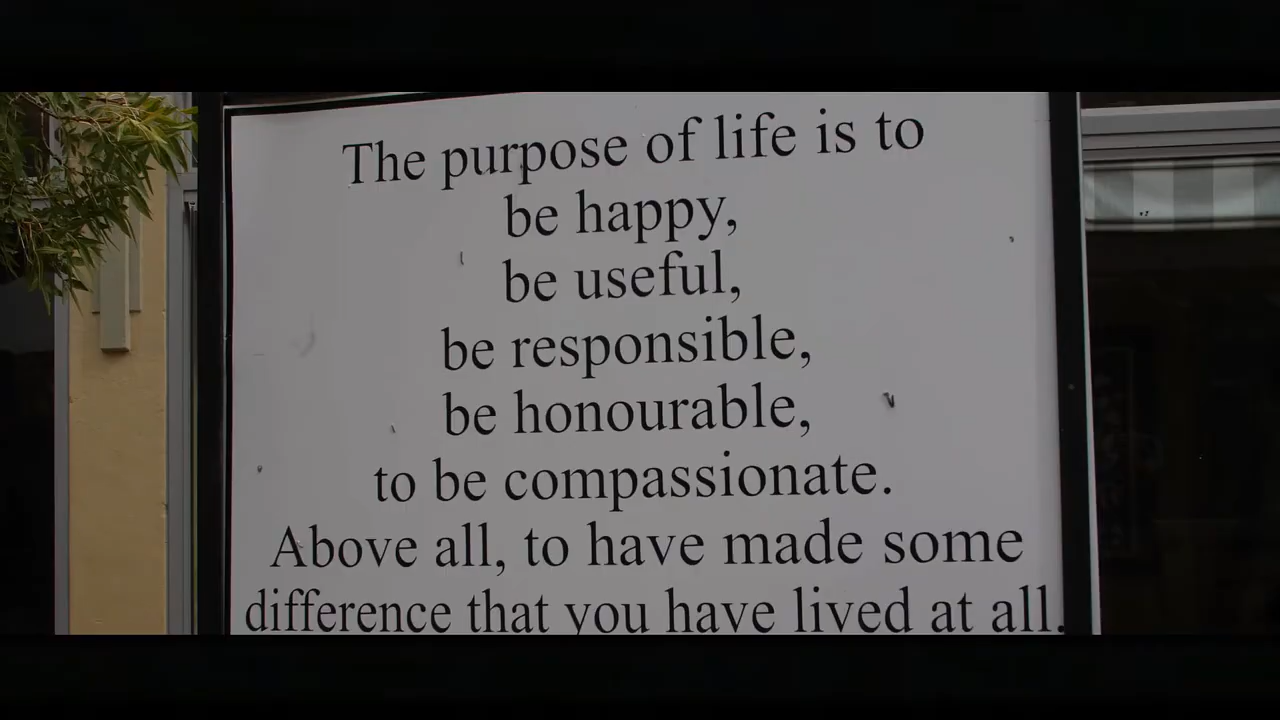 The purpose of life is to
be happy,
be useful,
be responsible,
be honourable,
to be compassionate.
Above all, to have made some
difference that you have lived at all.